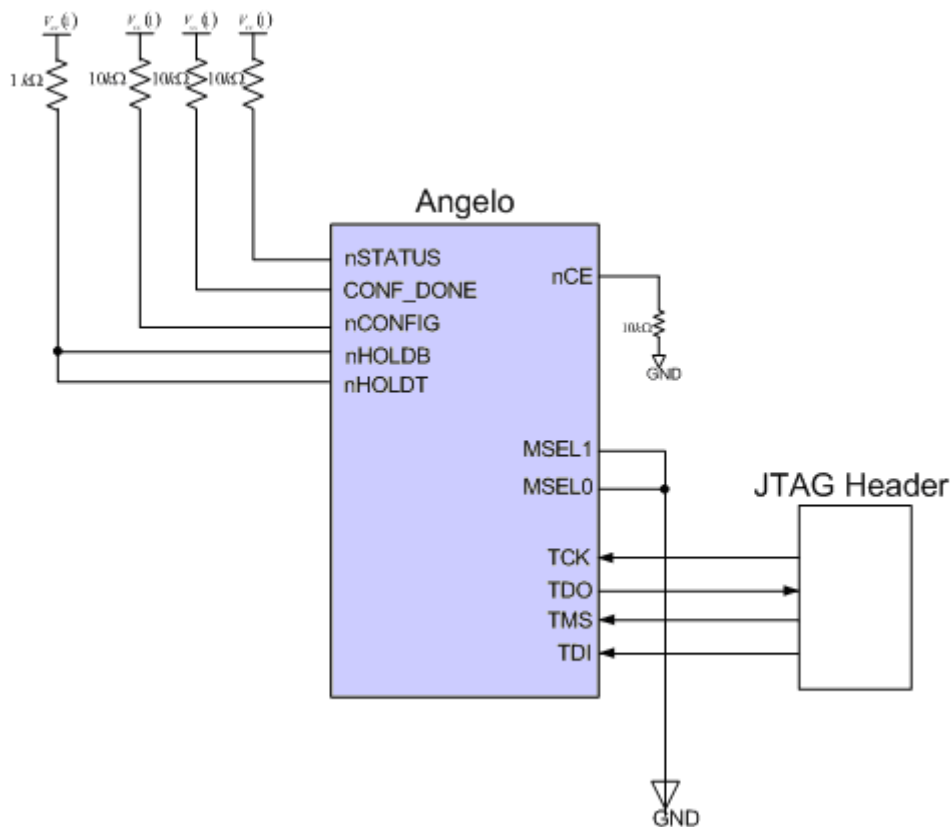 1 kΩ
10kΩ
10kΩ
10kΩ
Angelo
nSTATUS
CONF_DONE
nCONFIG
nHOLDB
nHOLDT
nCE
10kΩ
GND
MSEL1
MSEL0
JTAG Header
TCK
TDO
TMS
TDI
GND